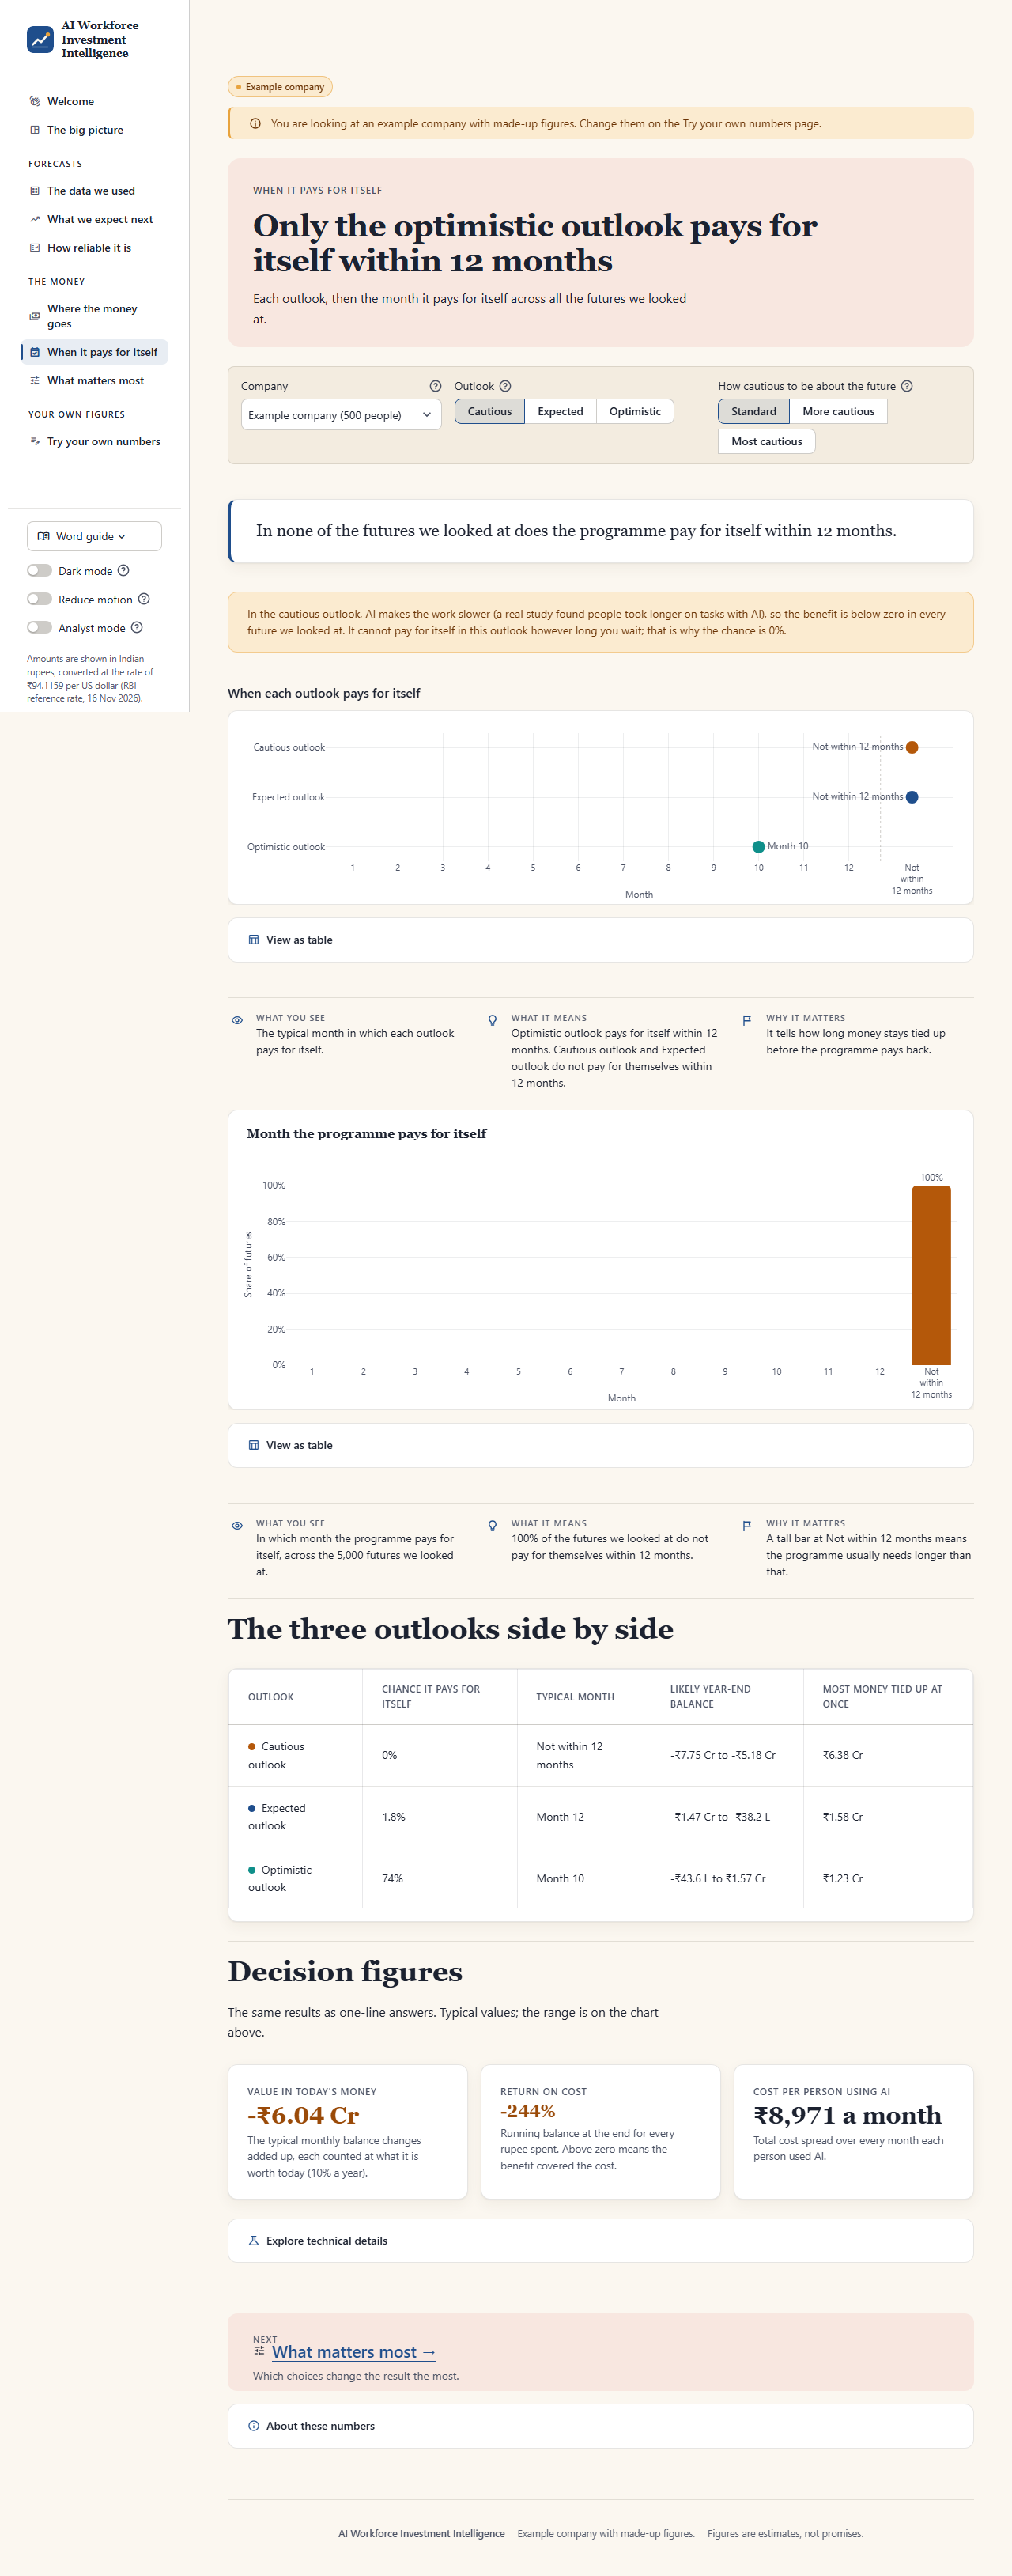 AI Workforce
Investment
Intelligence
Welcome
The big picture
FORECASTS
The data we used
What we expect next
How reliable it is
THE MONEY
Where the money
goes
When it pays for itself
What matters most
YOUR OWN FIGURES
Try your own numbers
Word guide
Dark mode
Reduce motion
Analyst mode
Amounts are shown in Indian
rupees, converted at the rate of
₹94.1159 per US dollar (RBI
reference rate, 16 Nov 2026).
Example company
You are looking at an example company with made-up figures. Change them on the Try your own numbers page.
WHEN IT PAYS FOR ITSELF
Only the optimistic outlook pays for
itself within 12 months
Each outlook, then the month it pays for itself across all the futures we looked
at.
Company
Example company (500 people)
Outlook
Cautious Expected Optimistic
How cautious to be about the future
Standard More cautious
Most cautious
In none of the futures we looked at does the programme pay for itself within 12 months.
In the cautious outlook, AI makes the work slower (a real study found people took longer on tasks with AI), so the benefit is below zero in every
future we looked at. It cannot pay for itself in this outlook however long you wait; that is why the chance is 0%.
When each outlook pays for itself
Cautious outlook Not within 12 months
Expected outlook Not within 12 months
Optimistic outlook Month 10
1 2 3 4 5 6 7 8 9 10 11 12 Not
within
12 months
Month
View as table
WHAT YOU SEE
The typical month in which each outlook
pays for itself.
WHAT IT MEANS
Optimistic outlook pays for itself within 12
months. Cautious outlook and Expected
outlook do not pay for themselves within
12 months.
WHY IT MATTERS
It tells how long money stays tied up
before the programme pays back.
Month the programme pays for itself
100%
100%
80%
60%
40%
20%
0%
Share of futures
1 2 3 4 5 6 7 8 9 10 11 12 Not
within
12 months
Month
View as table
WHAT YOU SEE
In which month the programme pays for
itself, across the 5,000 futures we looked
at.
WHAT IT MEANS
100% of the futures we looked at do not
pay for themselves within 12 months.
WHY IT MATTERS
A tall bar at Not within 12 months means
the programme usually needs longer than
that.
The three outlooks side by side
OUTLOOK
CHANCE IT PAYS FOR
ITSELF
TYPICAL MONTH
LIKELY YEAR-END
BALANCE
MOST MONEY TIED UP AT
ONCE
Cautious
outlook
0%
Not within 12
months
-₹7.75 Cr to -₹5.18 Cr
₹6.38 Cr
Expected
outlook
1.8%
Month 12
-₹1.47 Cr to -₹38.2 L
₹1.58 Cr
Optimistic
outlook
74%
Month 10
-₹43.6 L to ₹1.57 Cr
₹1.23 Cr
Decision figures
The same results as one-line answers. Typical values; the range is on the chart
above.
VALUE IN TODAY'S MONEY
-₹6.04 Cr
The typical monthly balance changes
added up, each counted at what it is
worth today (10% a year).
RETURN ON COST
-244%
Running balance at the end for every
rupee spent. Above zero means the
benefit covered the cost.
COST PER PERSON USING AI
₹8,971 a month
Total cost spread over every month each
person used AI.
Explore technical details
NEXT
What matters most →
Which choices change the result the most.
About these numbers
AI Workforce Investment Intelligence Example company with made-up figures. Figures are estimates, not promises.